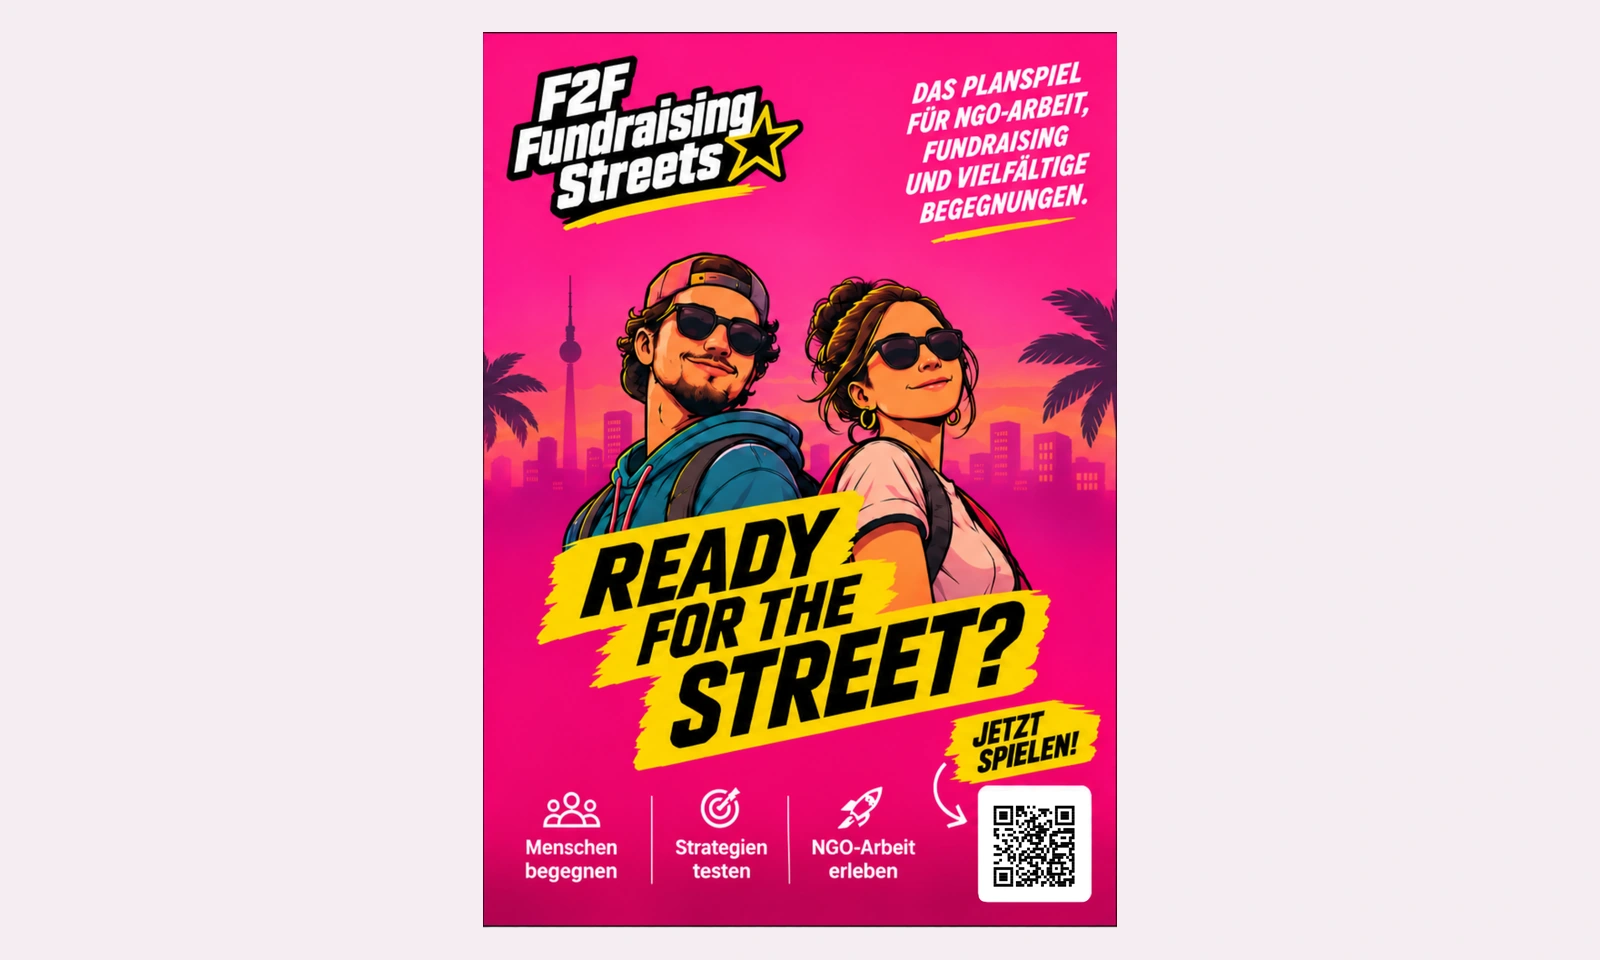 F2F
Fundraising
Streets
DAS PLANSPIEL
FÜR NGO-ARBEIT,
FUNDRAISING
UND VIELFÄLTIGE
BEGEGNUNGEN.
READY
FOR THE
STREET?
JETZT
SPIELEN!
Menschen
begegnen
Strategien
testen
NGO-Arbeit
erleben